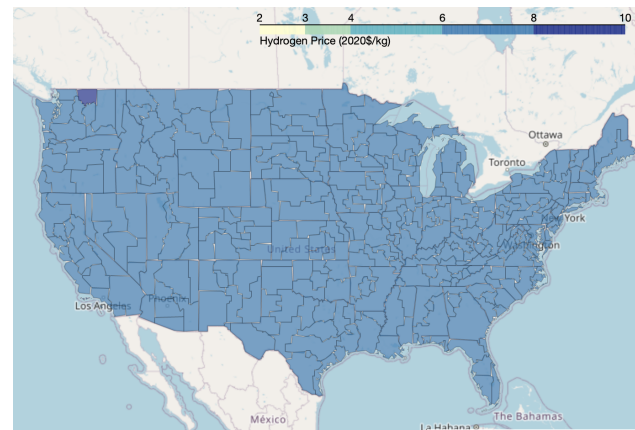 2 3 4 6 8 10
Hydrogen Price (2020$/kg)
Ottawa
Toronto
New York
United States
Washington
Phoenix
Los Angeles
México
The Bahamas
La Habana